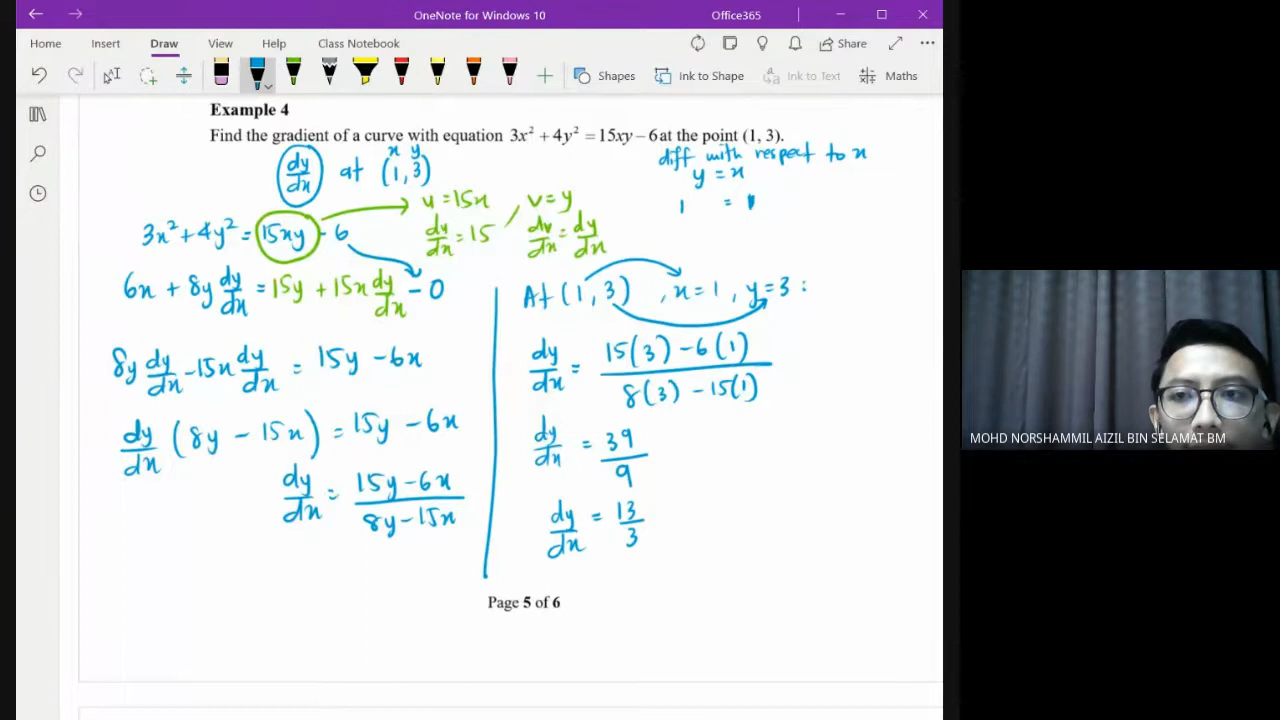 OneNote for Windows 10
Office365
Home Insert Draw View Help Class Notebook Share
Shapes Ink to Shape Ink to Text Maths
Example 4
Find the gradient of a curve with equation 3x² + 4y² = 15xy − 6 at the point (1, 3).
dy/dx at (1, 3)
x y
diff with respect to x
y = x
1 = 1
3x² + 4y² = 15xy − 6
u = 15x v = y
dy/dx = 15 dv/dx = dy/dx
6x + 8y dy/dx = 15y + 15x dy/dx − 0
8y dy/dx − 15x dy/dx = 15y − 6x
dy/dx (8y − 15x) = 15y − 6x
dy/dx = (15y − 6x)/(8y − 15x)
At (1, 3) , x = 1 , y = 3 :
dy/dx = (15(3) − 6(1))/(8(3) − 15(1))
dy/dx = 39/9
dy/dx = 13/3
Page 5 of 6
MOHD NORSHAMMIL AIZIL BIN SELAMAT BM